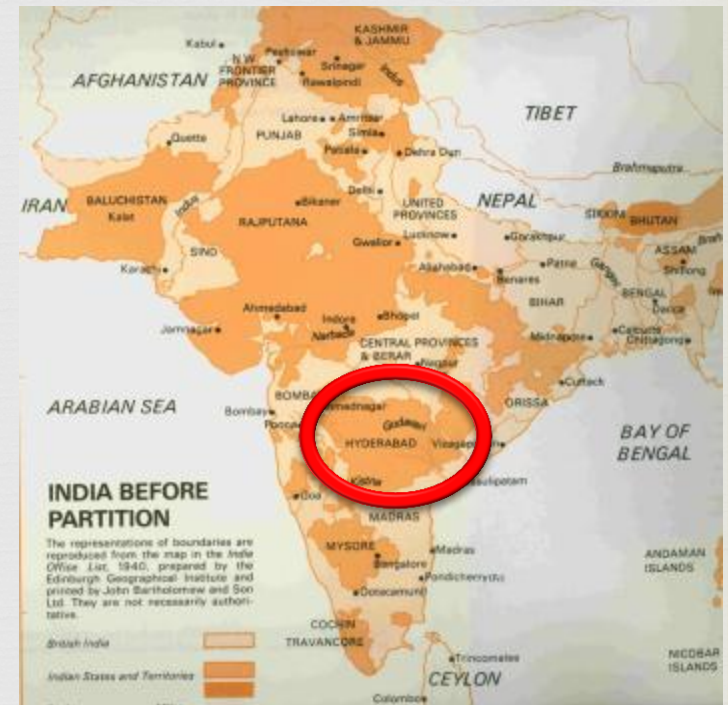 KASHMIR
& JAMMU
Kabul
Peshawar
N.W.
FRONTIER
PROVINCE
Srinagar
Indus
Rawalpindi
AFGHANISTAN
TIBET
Lahore
Amritsar
Simla
PUNJAB
Quetta
Patiala
Dehra Dun
Brahmaputra
Delhi
IRAN
BALUCHISTAN
Kalat
Indus
Bikaner
RAJPUTANA
UNITED
PROVINCES
NEPAL
SIKKIM
BHUTAN
Gwalior
Lucknow
Gorakhpur
ASSAM
SIND
Karachi
Allahabad
Patna
Ganges
Shillong
Benares
BIHAR
BENGAL
Dacca
Ahmedabad
Indore
Bhopal
Jamnagar
Narbada
Midnapore
Calcutta
Chittagong
CENTRAL PROVINCES
& BERAR
Nagpur
Cuttack
ORISSA
ARABIAN SEA
Bombay
Godavari
HYDERABAD
BAY OF
BENGAL
Kistna
Goa
MADRAS
INDIA BEFORE
PARTITION
The representations of boundaries are
reproduced from the map in the India
Office List, 1940, prepared by the
Edinburgh Geographical Institute and
printed by John Bartholomew and Son
Ltd. They are not necessarily authori-
tative.
MYSORE
Bangalore
Madras
Pondicherry
Ootacamund
ANDAMAN
ISLANDS
COCHIN
TRAVANCORE
British India
Indian States and Territories
Trincomalee
CEYLON
Colombo
NICOBAR
ISLANDS